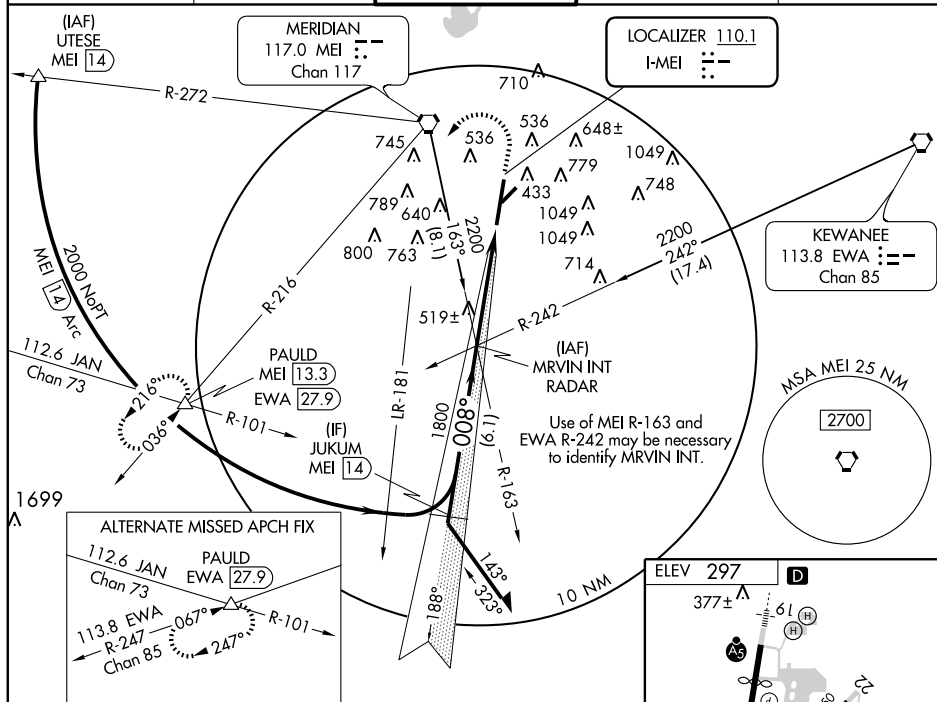 (IAF)
UTESE
MEI 14
MERIDIAN
117.0 MEI
Chan 117
LOCALIZER 110.1
I-MEI
R-272
710
745
536
536
648±
1049
779
433
748
789
640
1049
1049
800
763
714
163°
(8.1)
2200
2200
242°
(17.4)
KEWANEE
113.8 EWA
Chan 85
R-216
2000 NoPT
MEI 14 Arc
519±
R-242
(IAF)
MRVIN INT
RADAR
112.6 JAN
Chan 73
PAULD
MEI 13.3
EWA 27.9
216°
036°
R-101
LR-181
1800
008°
(6.1)
R-163
Use of MEI R-163 and
EWA R-242 may be necessary
to identify MRVIN INT.
MSA MEI 25 NM
2700
(IF)
JUKUM
MEI 14
1699
143°
323°
188°
10 NM
ALTERNATE MISSED APCH FIX
112.6 JAN
Chan 73
PAULD
EWA 27.9
R-101
113.8 EWA
R-247
Chan 85
067°
247°
ELEV 297
D
377±
19
H
H
A5
22
P